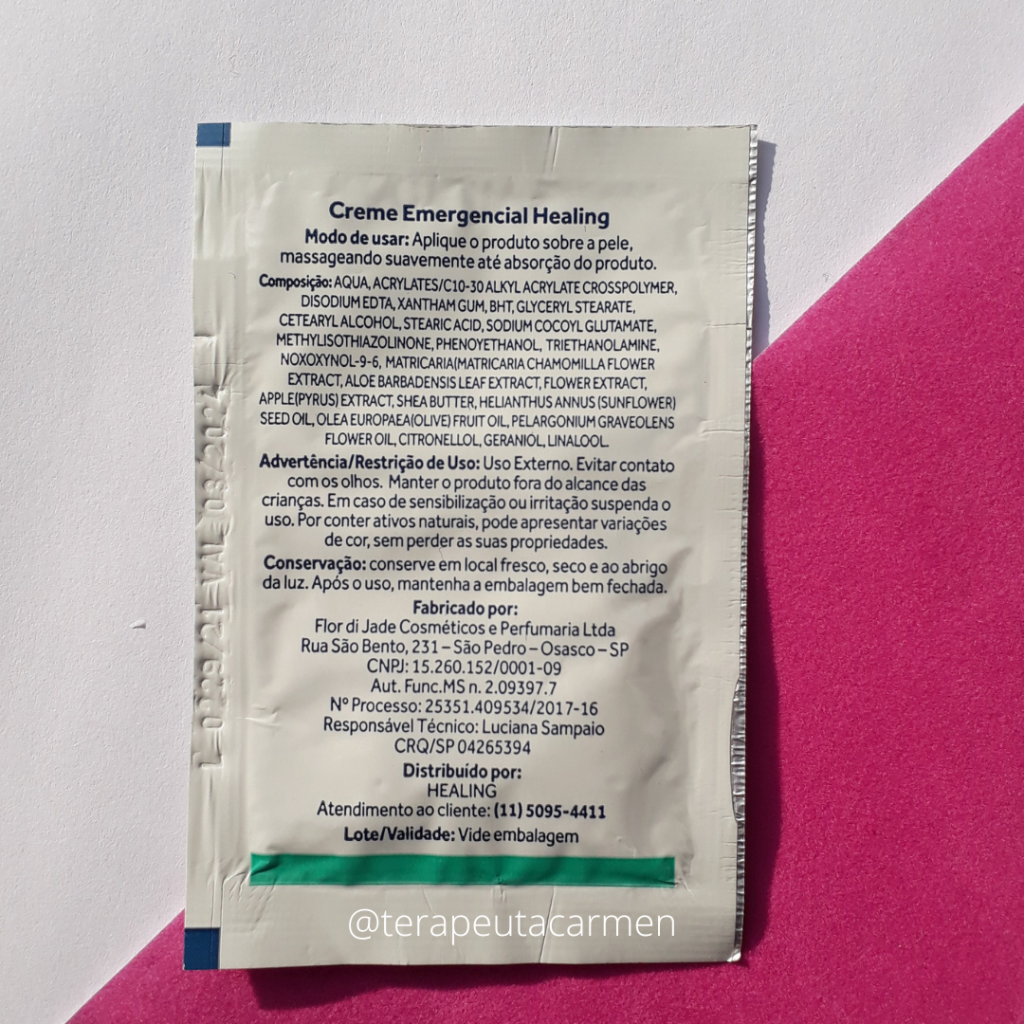 Creme Emergencial Healing
Modo de usar: Aplique o produto sobre a pele,
massageando suavemente até absorção do produto.
Composição: AQUA, ACRYLATES/C10-30 ALKYL ACRYLATE CROSSPOLYMER,
DISODIUM EDTA, XANTHAM GUM, BHT, GLYCERYL STEARATE,
CETEARYL ALCOHOL, STEARIC ACID, SODIUM COCOYL GLUTAMATE,
METHYLISOTHIAZOLINONE, PHENOYETHANOL, TRIETHANOLAMINE,
NOXOXYNOL-9-6, MATRICARIA(MATRICARIA CHAMOMILLA FLOWER
EXTRACT, ALOE BARBADENSIS LEAF EXTRACT, FLOWER EXTRACT,
APPLE(PYRUS) EXTRACT, SHEA BUTTER, HELIANTHUS ANNUS (SUNFLOWER)
SEED OIL, OLEA EUROPAEA(OLIVE) FRUIT OIL, PELARGONIUM GRAVEOLENS
FLOWER OIL, CITRONELLOL, GERANIOL, LINALOOL.
Advertência/Restrição de Uso: Uso Externo. Evitar contato
com os olhos. Manter o produto fora do alcance das
crianças. Em caso de sensibilização ou irritação suspenda o
uso. Por conter ativos naturais, pode apresentar variações
de cor, sem perder as suas propriedades.
Conservação: conserve em local fresco, seco e ao abrigo
da luz. Após o uso, mantenha a embalagem bem fechada.
Fabricado por:
Flor di Jade Cosméticos e Perfumaria Ltda
Rua São Bento, 231 – São Pedro – Osasco – SP
CNPJ: 15.260.152/0001-09
Aut. Func.MS n. 2.09397.7
Nº Processo: 25351.409534/2017-16
Responsável Técnico: Luciana Sampaio
CRQ/SP 04265394
Distribuído por:
HEALING
Atendimento ao cliente: (11) 5095-4411
Lote/Validade: Vide embalagem
@terapeutacarmen